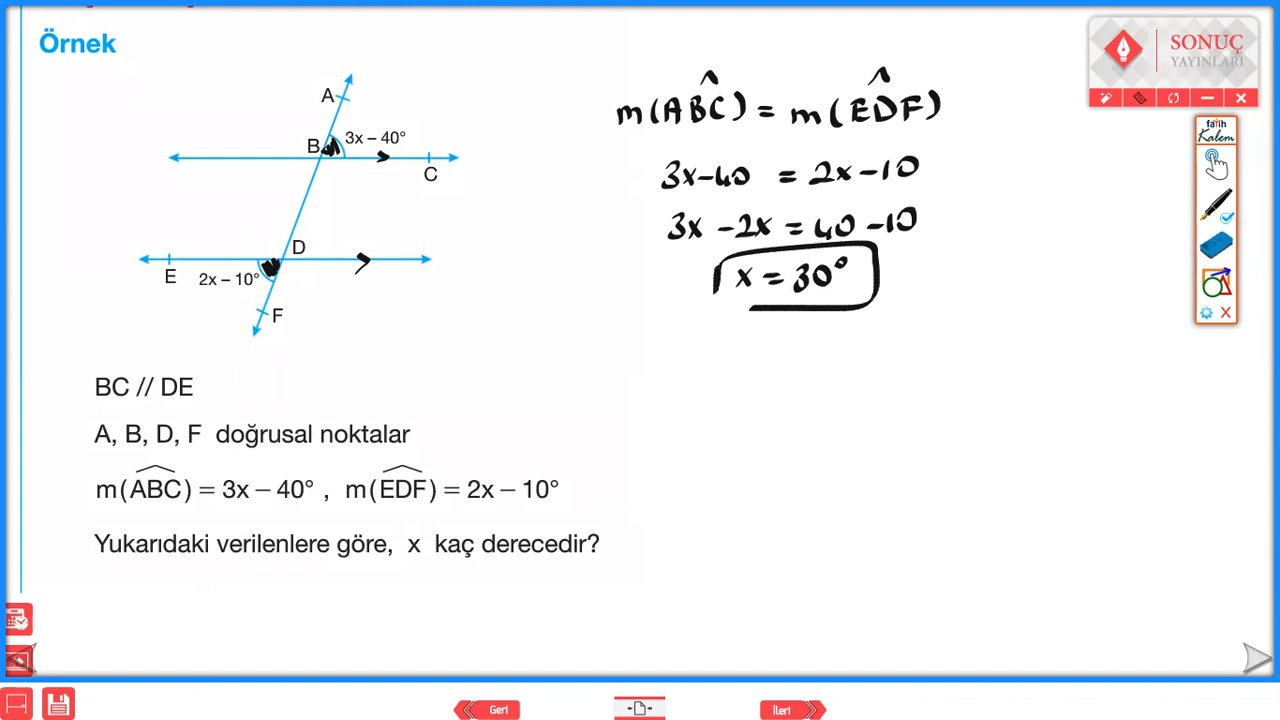 Örnek
A
B
3x – 40°
C
D
E
2x – 10°
F
BC // DE
A, B, D, F doğrusal noktalar
m(ABC) = 3x – 40° , m(EDF) = 2x – 10°
Yukarıdaki verilenlere göre, x kaç derecedir?
m(ABC) = m(EDF)
3x-40 = 2x-10
3x -2x = 40 -10
x = 30°
SONUÇ
YAYINLARI
fatih
Kalem
Geri
İleri